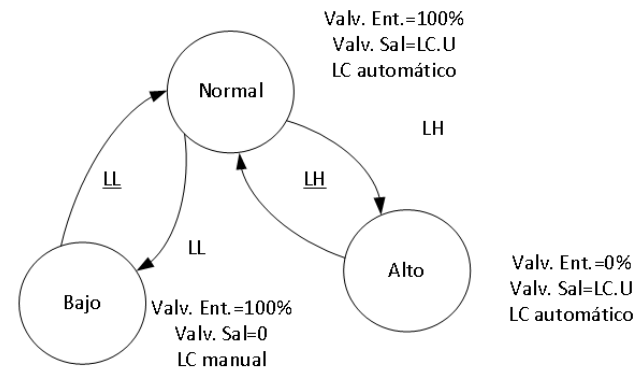 Valv. Ent.=100%
Valv. Sal=LC.U
LC automático
Normal
LH
LL
LH
LL
Alto
Valv. Ent.=0%
Valv. Sal=LC.U
LC automático
Bajo
Valv. Ent.=100%
Valv. Sal=0
LC manual